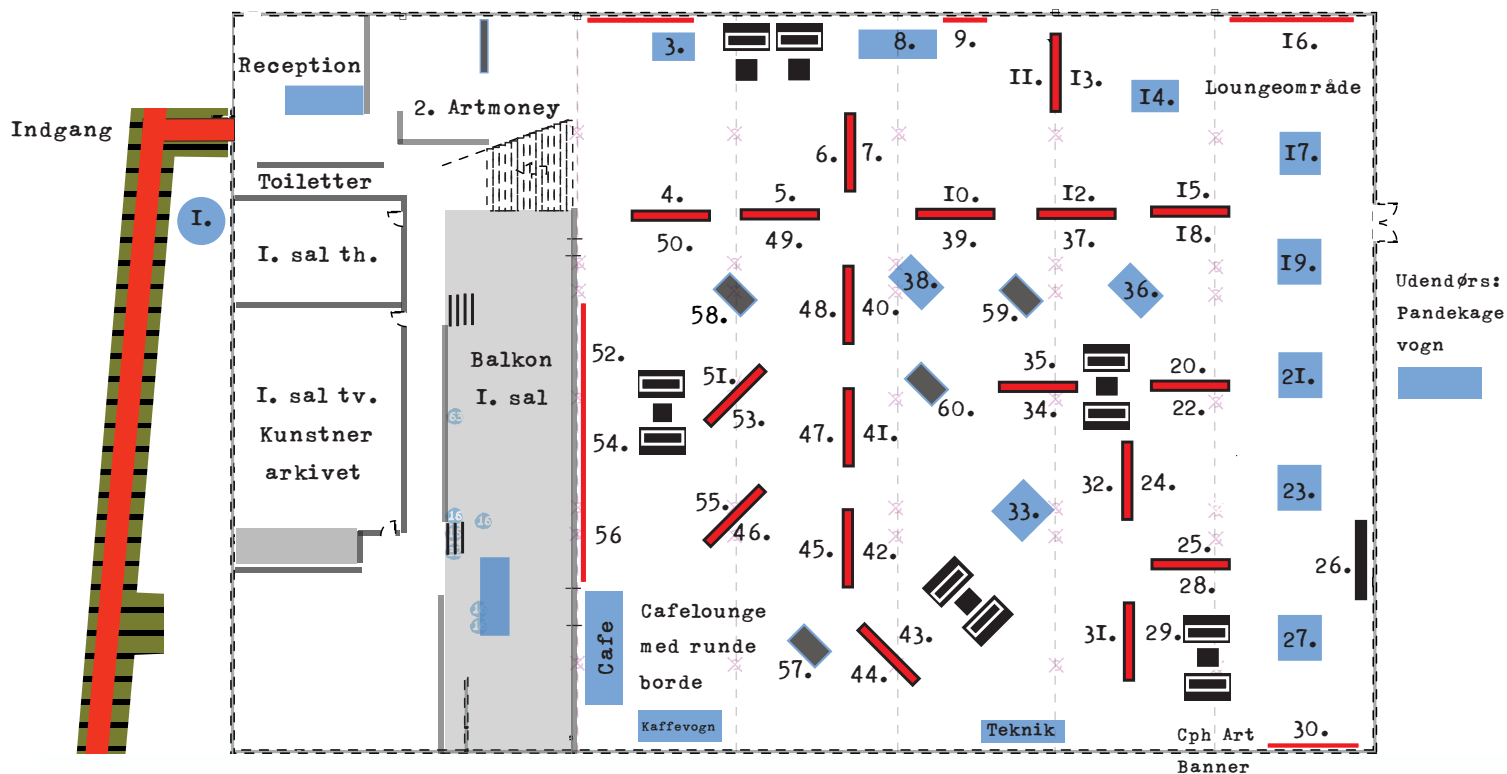 3.
8.
9.
16.
Reception
11. 13.
2. Artmoney
14.
Loungeområde
Indgang
6. 7.
17.
Toiletter
4.
5.
10.
12.
15.
1.
50.
49.
39.
37.
18.
1. sal th.
19.
38.
36.
Udendørs:
Pandekage
vogn
58.
48. 40.
59.
52.
Balkon
1. sal
35.
20.
51.
53.
60.
34.
22.
21.
1. sal tv.
Kunstner
arkivet
63
54.
47. 41.
32. 24.
23.
55.
46.
33.
16
16
56
45. 42.
25.
28.
26.
Cafe
Cafelounge
med runde
borde
43.
44.
57.
31. 29.
27.
Kaffevogn
Teknik
Cph Art
Banner
30.